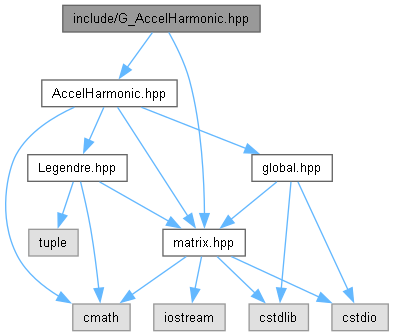 include/G_AccelHarmonic.hpp
AccelHarmonic.hpp
Legendre.hpp
global.hpp
tuple
matrix.hpp
cmath
iostream
cstdlib
cstdio